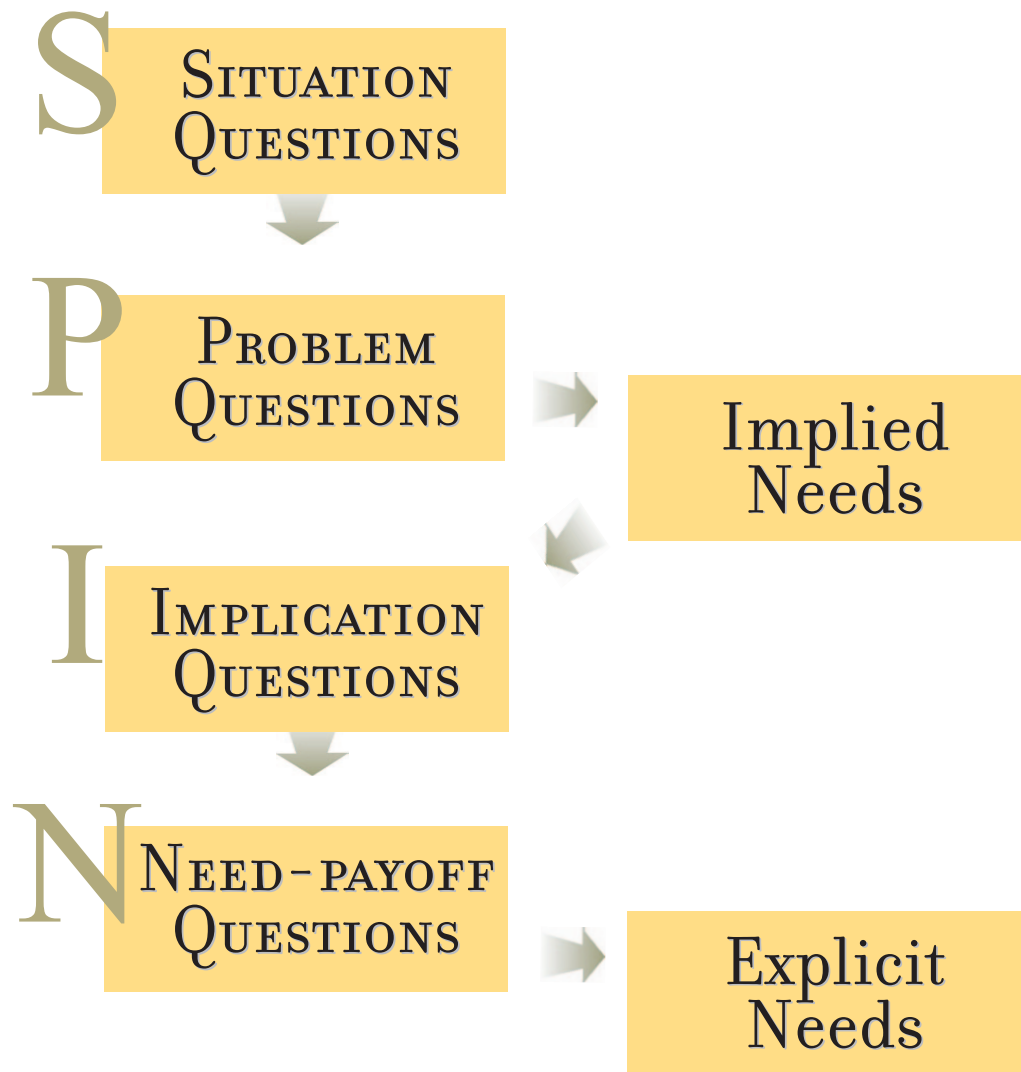 S
SITUATION
QUESTIONS
P
PROBLEM
QUESTIONS
Implied
Needs
I
IMPLICATION
QUESTIONS
N
NEED-PAYOFF
QUESTIONS
Explicit
Needs